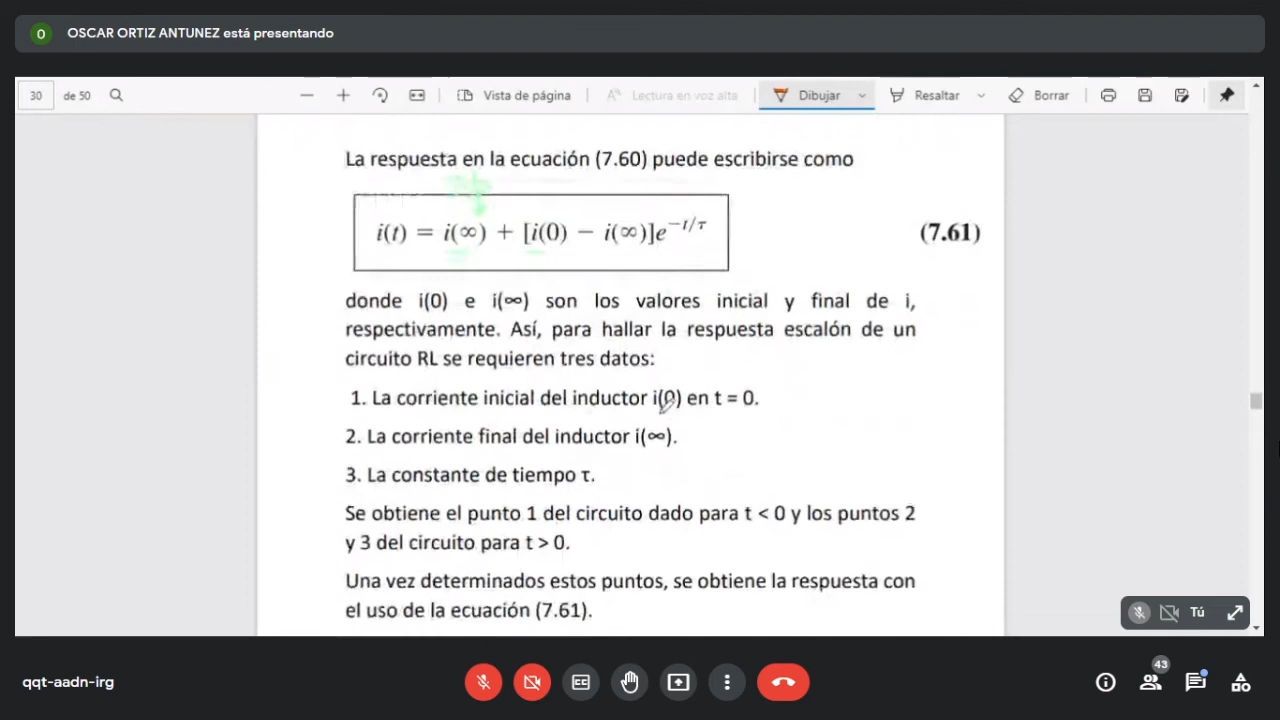 O OSCAR ORTIZ ANTUNEZ está presentando
30 de 50 Vista de página Lectura en voz alta Dibujar Resaltar Borrar
La respuesta en la ecuación (7.60) puede escribirse como
i(t) = i(∞) + [i(0) − i(∞)]e^{−t/τ} (7.61)
donde i(0) e i(∞) son los valores inicial y final de i,
respectivamente. Así, para hallar la respuesta escalón de un
circuito RL se requieren tres datos:
1. La corriente inicial del inductor i(0) en t = 0.
2. La corriente final del inductor i(∞).
3. La constante de tiempo τ.
Se obtiene el punto 1 del circuito dado para t < 0 y los puntos 2
y 3 del circuito para t > 0.
Una vez determinados estos puntos, se obtiene la respuesta con
el uso de la ecuación (7.61).
Tú
qqt-aadn-irg
43